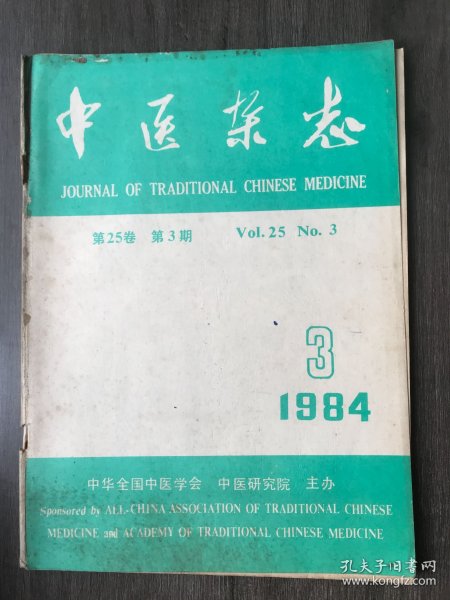 中医杂志
JOURNAL OF TRADITIONAL CHINESE MEDICINE
第25卷 第3期 Vol. 25 No. 3
3
1984
中华全国中医学会 中医研究院 主办
Sponsored by ALL-CHINA ASSOCIATION OF TRADITIONAL CHINESE
MEDICINE and ACADEMY OF TRADITIONAL CHINESE MEDICINE
孔夫子旧书网
www.kongfz.com